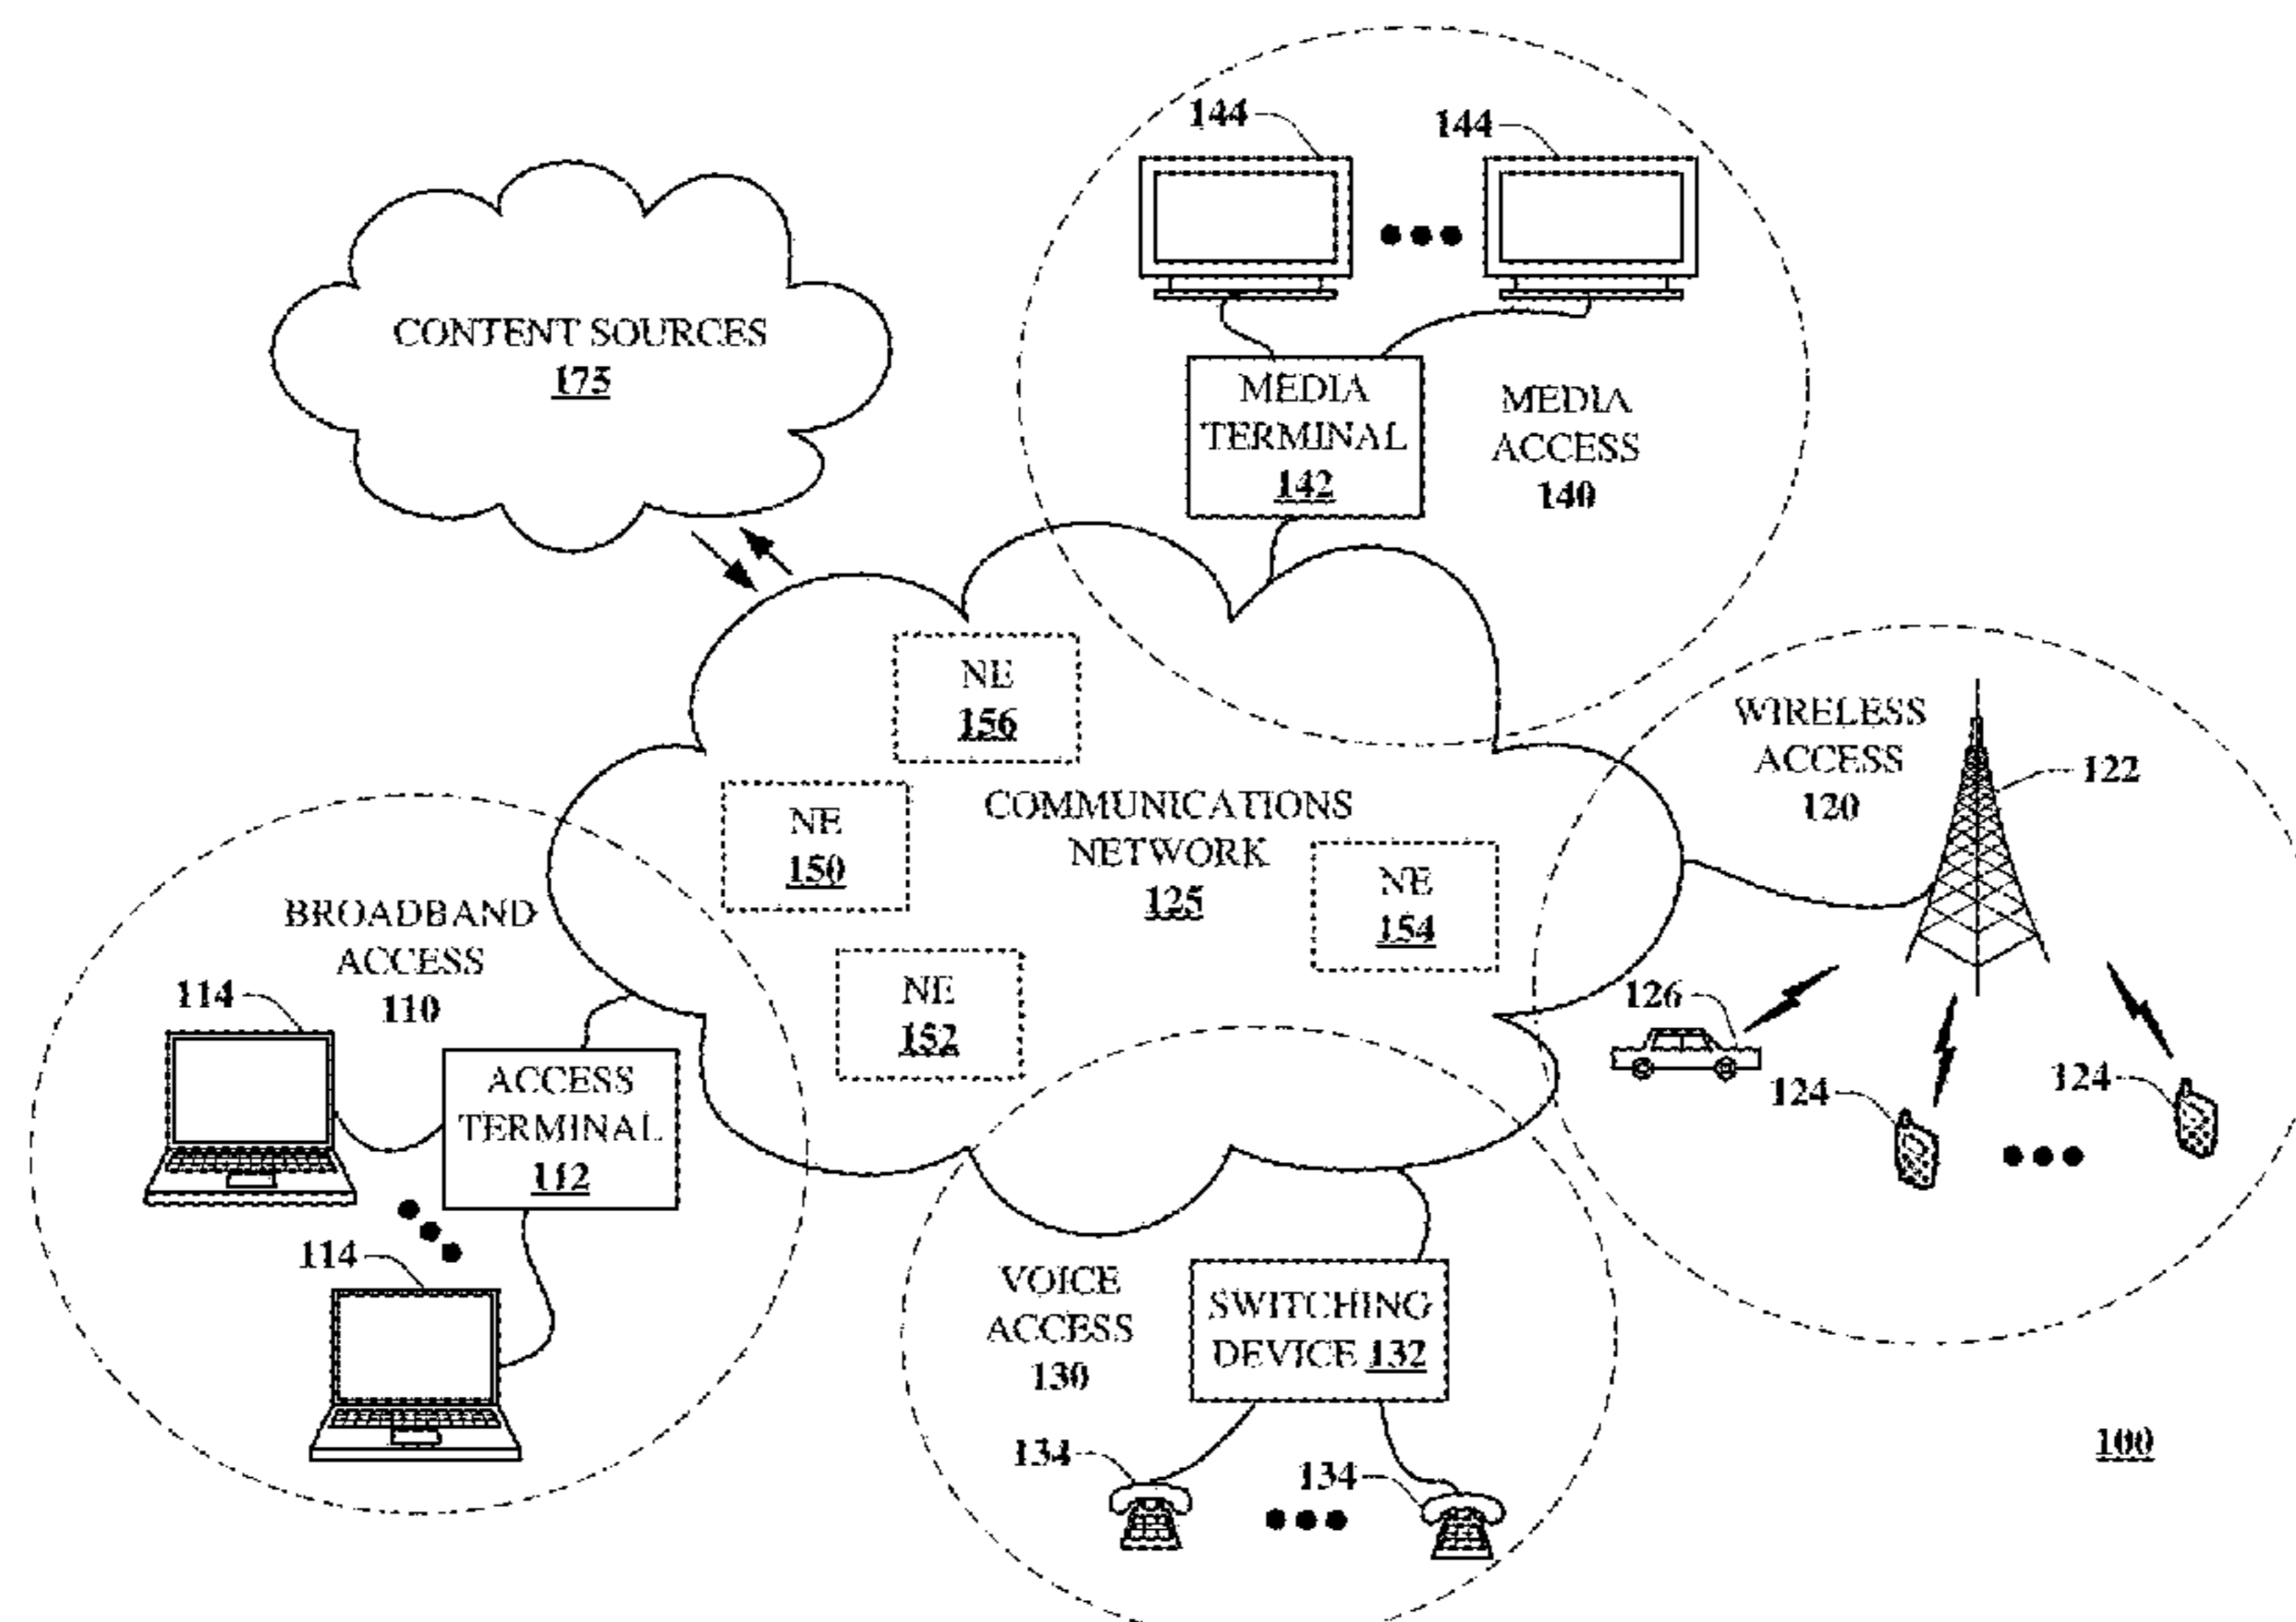 144
144
CONTENT SOURCES
175
MEDIA
TERMINAL
142
MEDIA
ACCESS
140
NE
156
WIRELESS
ACCESS
120
122
COMMUNICATIONS
NETWORK
125
NE
150
NE
154
BROADBAND
ACCESS
110
114
NE
152
126
ACCESS
TERMINAL
112
124
124
114
VOICE
ACCESS
130
SWITCHING
DEVICE 132
134
134
100